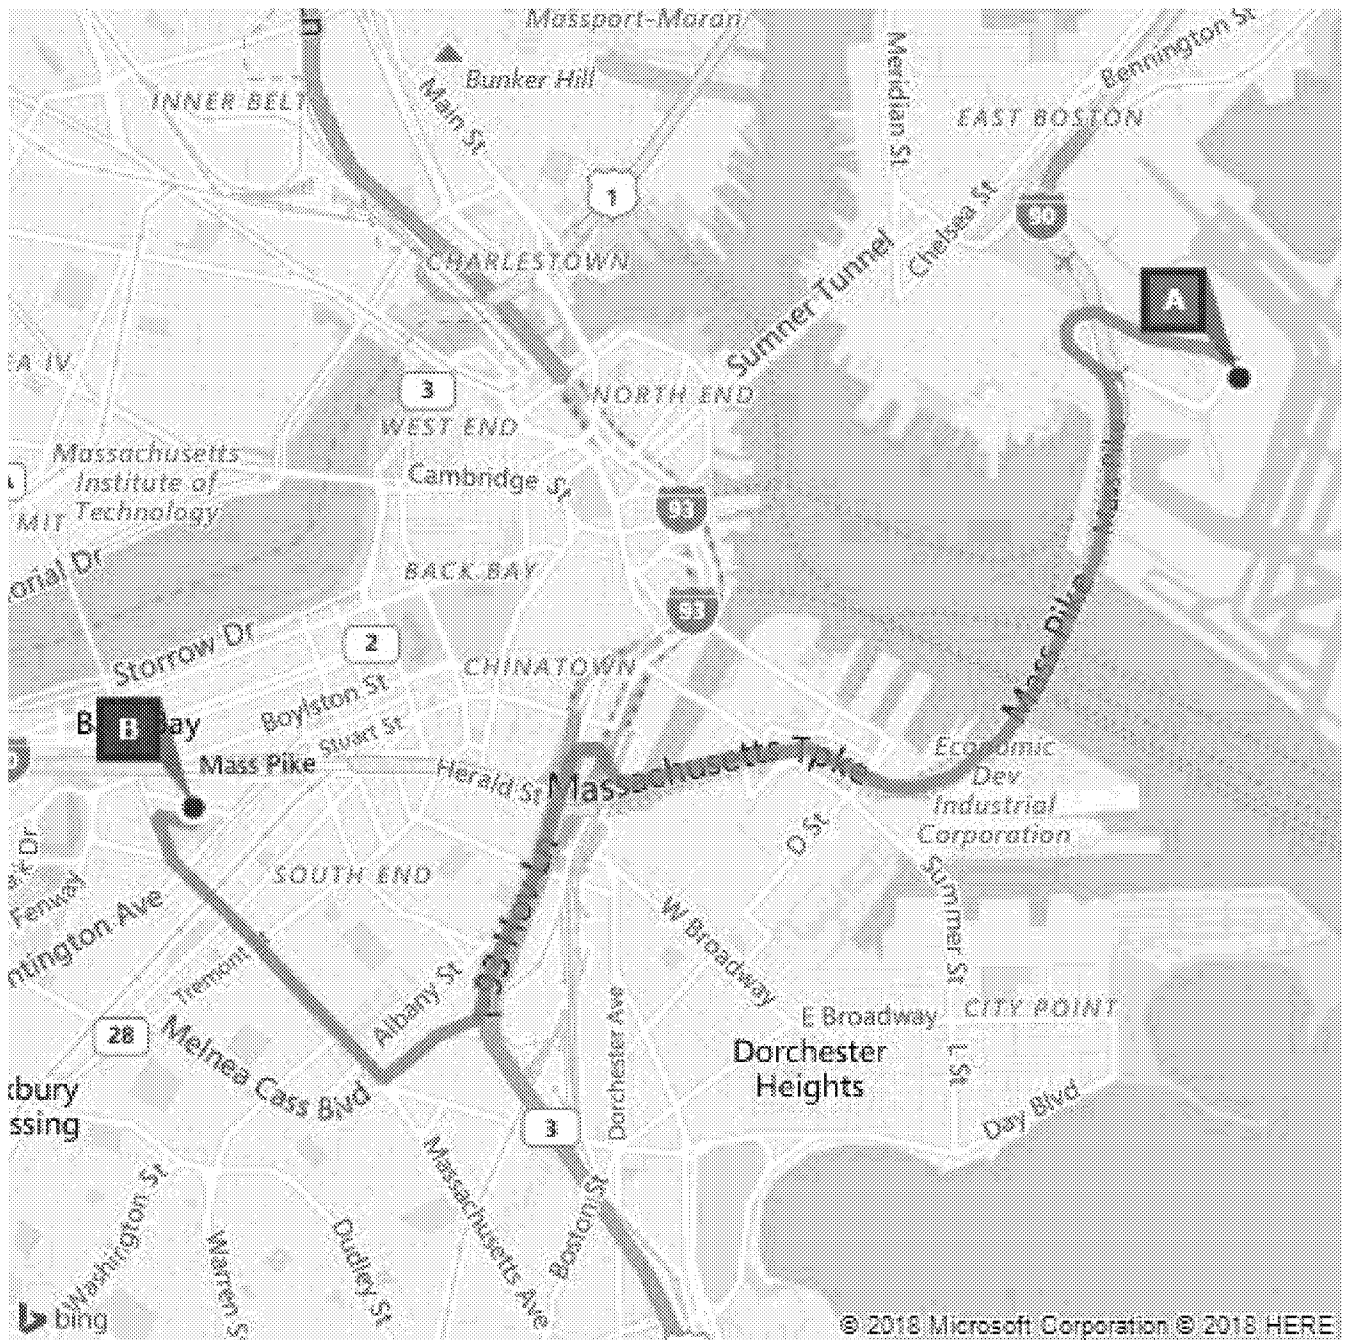 Massport-Moran
Bunker Hill
Main St
INNER BELT
1
Meridian St
Bennington St
EAST BOSTON
CHARLESTOWN
Sumner Tunnel
Chelsea St
90
A
3
NORTH END
WEST END
Massachusetts
Institute of
Technology
MIT
Cambridge St
93
BACK BAY
93
Storrow Dr
2
CHINATOWN
Boylston St
Stuart St
B
Mass Pike
Herald St
Massachusetts Tpke
Mass Pike
Economic
Dev
Industrial
Corporation
O St
SOUTH END
Fenway
Summer St
W Broadway
Tremont
Albany St
28
Melnea Cass Blvd
Dorchester Ave
E Broadway
CITY POINT
Dorchester
Heights
L St
Day Blvd
3
Massachusetts Ave
Boston St
Washington St
Warren S
Dudley St
bing
© 2018 Microsoft Corporation © 2018 HERE